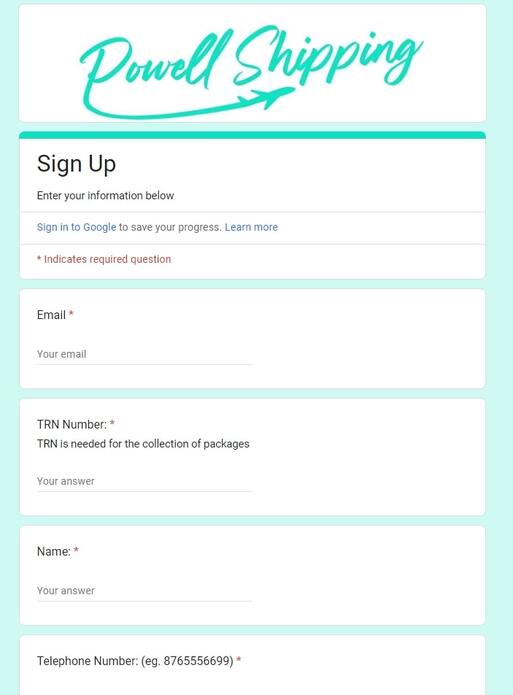 Powell Shipping
Sign Up
Enter your information below
Sign in to Google to save your progress. Learn more
* Indicates required question
Email *
Your email
TRN Number: *
TRN is needed for the collection of packages
Your answer
Name: *
Your answer
Telephone Number: (eg. 8765556699) *